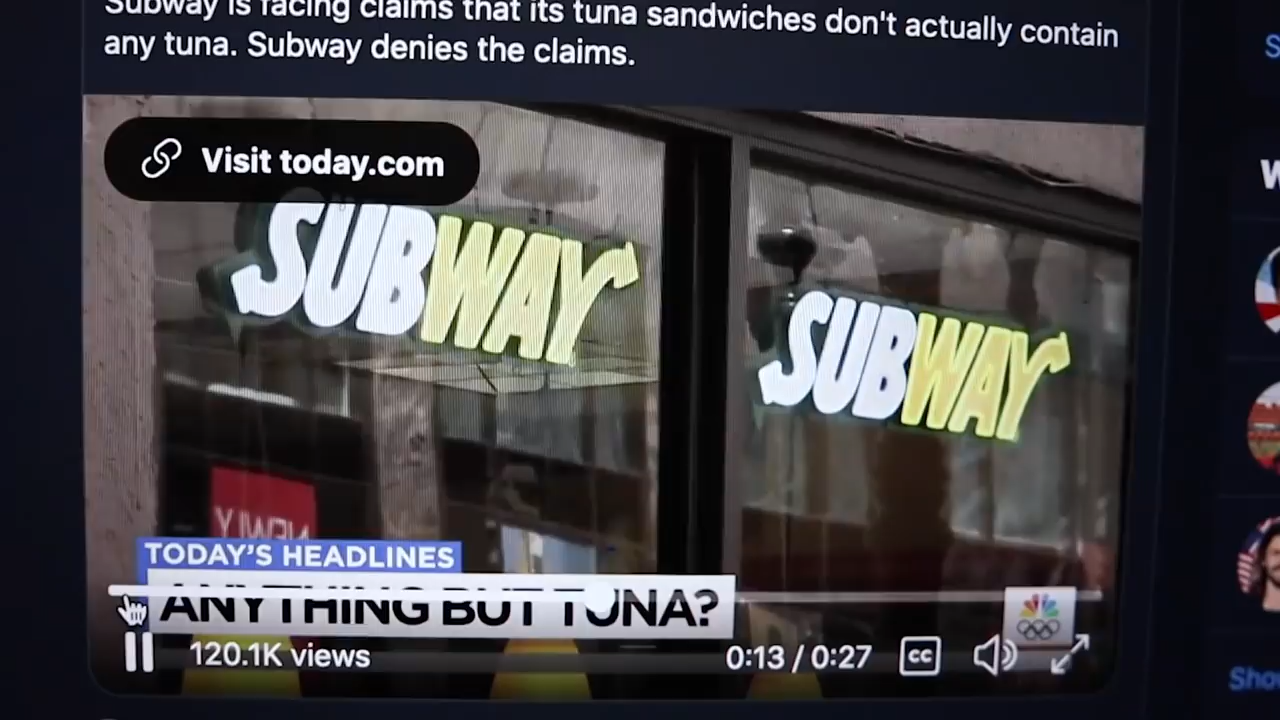 Subway is facing claims that its tuna sandwiches don't actually contain
any tuna. Subway denies the claims.
Visit today.com
SUBWAY
SUBWAY
TODAY'S HEADLINES
ANYTHING BUT TUNA?
120.1K views
0:13 / 0:27
CC